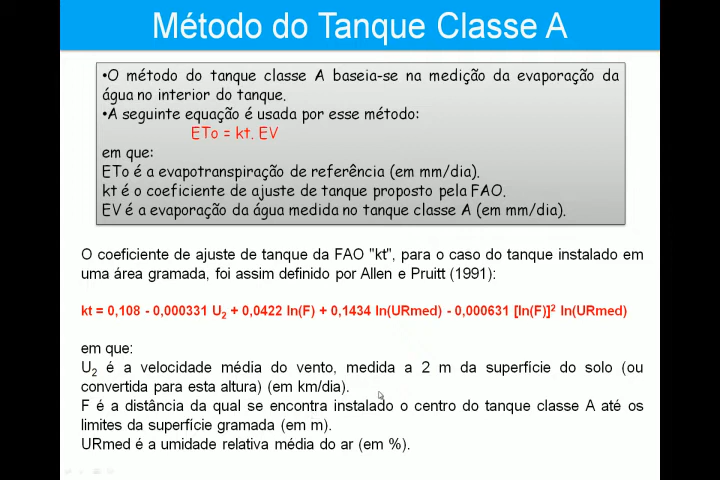 Método do Tanque Classe A
•O método do tanque classe A baseia-se na medição da evaporação da
água no interior do tanque.
•A seguinte equação é usada por esse método:
ETo = kt. EV
em que:
ETo é a evapotranspiração de referência (em mm/dia).
kt é o coeficiente de ajuste de tanque proposto pela FAO.
EV é a evaporação da água medida no tanque classe A (em mm/dia).
O coeficiente de ajuste de tanque da FAO "kt", para o caso do tanque instalado em
uma área gramada, foi assim definido por Allen e Pruitt (1991):
kt = 0,108 - 0,000331 U₂ + 0,0422 ln(F) + 0,1434 ln(URmed) - 0,000631 [ln(F)]² ln(URmed)
em que:
U₂ é a velocidade média do vento, medida a 2 m da superfície do solo (ou
convertida para esta altura) (em km/dia).
F é a distância da qual se encontra instalado o centro do tanque classe A até os
limites da superfície gramada (em m).
URmed é a umidade relativa média do ar (em %).